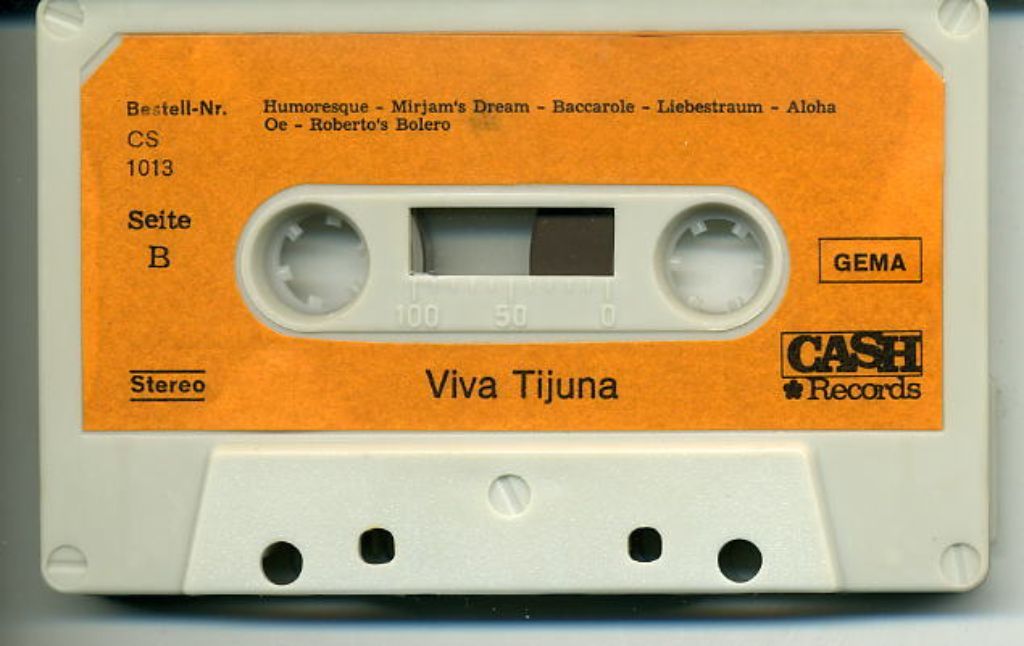 Bestell-Nr.
CS
1013
Humoresque - Mirjam's Dream - Baccarole - Liebestraum - Aloha
Oe - Roberto's Bolero
Seite
B
100 50 0
GEMA
Stereo
Viva Tijuna
CASH
Records